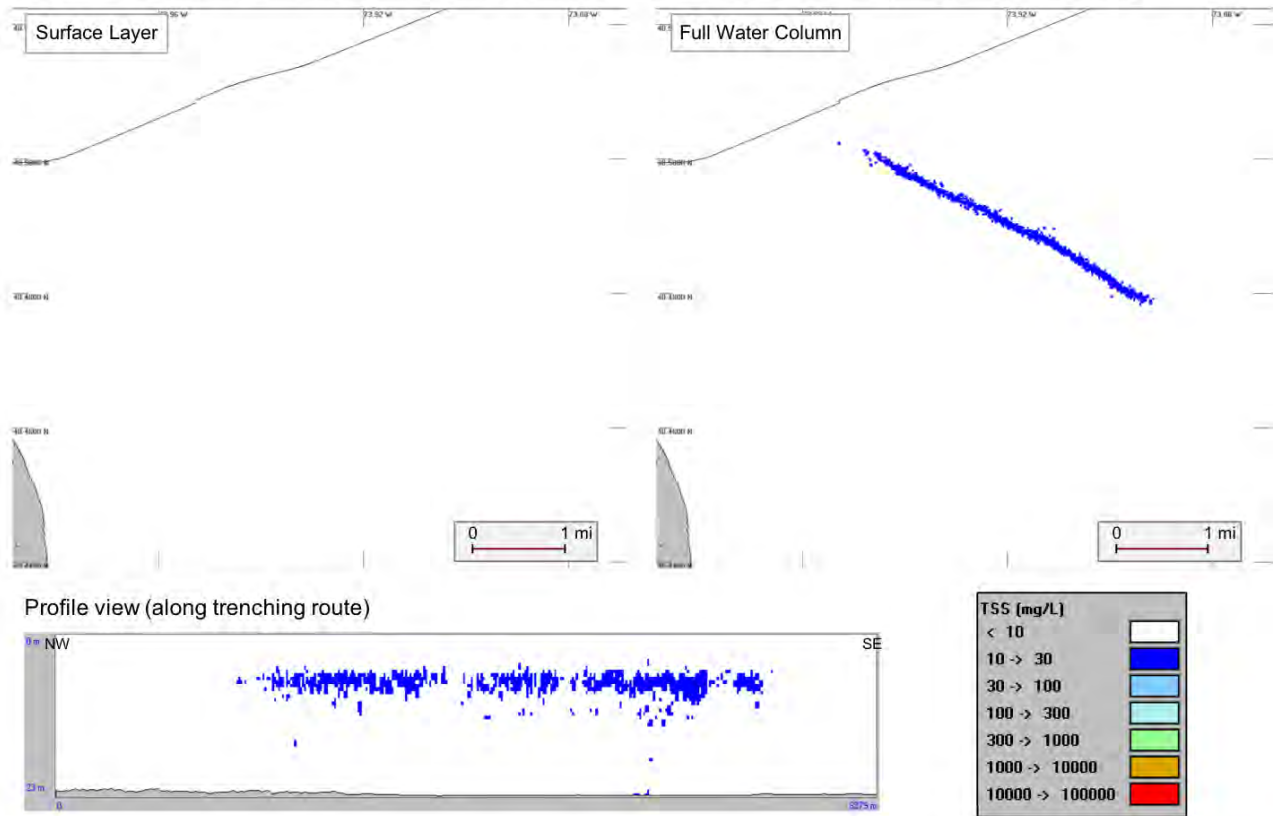 73.92 W
Surface Layer
73.92 W
Full Water Column
0 1 mi
0 1 mi
Profile view (along trenching route)
0 m NW SE
23 m
0
TSS (mg/L)
< 10
10 -> 30
30 -> 100
100 -> 300
300 -> 1000
1000 -> 10000
10000 -> 100000